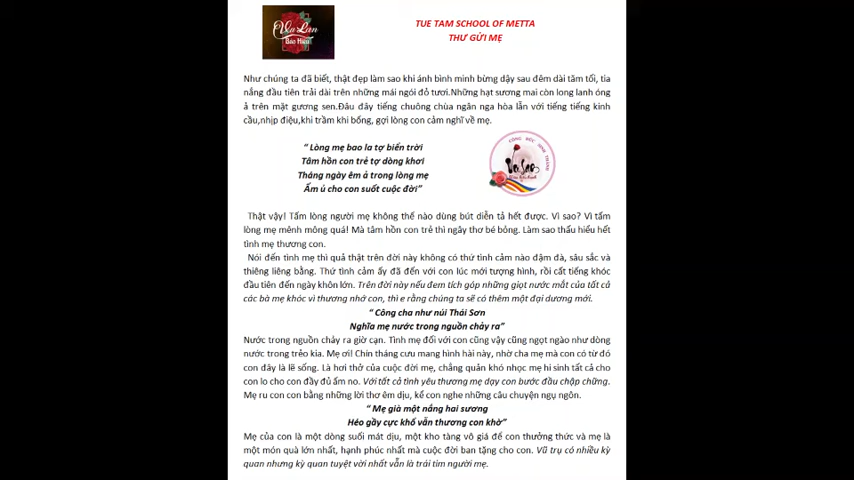 Vu Lan
Báo Hiếu
TUE TAM SCHOOL OF METTA
THƯ GỬI MẸ
Như chúng ta đã biết, thật đẹp làm sao khi ánh bình minh bừng dậy sau đêm dài tăm tối, tia
nắng đầu tiên trải dài trên những mái ngói đỏ tươi.Những hạt sương mai còn long lanh óng
ả trên mặt gương sen.Đâu đây tiếng chuông chùa ngân nga hòa lẫn với tiếng tiếng kinh
cầu,nhịp điệu,khi trầm khi bổng, gợi lòng con cảm nghĩ về mẹ.
" Lòng mẹ bao la tợ biển trời
Tâm hồn con trẻ tợ dòng khơi
Tháng ngày êm ả trong lòng mẹ
Ấm ủ cho con suốt cuộc đời"
Thật vậy! Tấm lòng người mẹ không thể nào dùng bút diễn tả hết được. Vì sao? Vì tấm
lòng mẹ mênh mông quá! Mà tâm hồn con trẻ thì ngây thơ bé bỏng. Làm sao thấu hiểu hết
tình mẹ thương con.
Nói đến tình mẹ thì quả thật trên đời này không có thứ tình cảm nào đậm đà, sâu sắc và
thiêng liêng bằng. Thứ tình cảm ấy đã đến với con lúc mới tượng hình, rồi cất tiếng khóc
đầu tiên đến ngày khôn lớn. Trên đời này nếu đem tích góp những giọt nước mắt của tất cả
các bà mẹ khóc vì thương nhớ con, thì e rằng chúng ta sẽ có thêm một đại dương mới.
" Công cha như núi Thái Sơn
Nghĩa mẹ nước trong nguồn chảy ra"
Nước trong nguồn chảy ra giờ cạn. Tình mẹ đối với con cũng vậy cũng ngọt ngào như dòng
nước trong trẻo kia. Mẹ ơi! Chín tháng cưu mang hình hài này, nhờ cha mẹ mà con có từ đó
con đây là lẽ sống. Là hơi thở của cuộc đời mẹ, chẳng quản khó nhọc mẹ hi sinh tất cả cho
con lo cho con đầy đủ ấm no. Với tất cả tình yêu thương mẹ dạy con bước đầu chập chững.
Mẹ ru con con bằng những lời thơ êm dịu, kể con nghe những câu chuyện ngụ ngôn.
" Mẹ già một nắng hai sương
Héo gầy cực khổ vẫn thương con khờ"
Mẹ của con là một dòng suối mát dịu, một kho tàng vô giá để con thưởng thức và mẹ là
một món quà lớn nhất, hạnh phúc nhất mà cuộc đời ban tặng cho con. Vũ trụ có nhiều kỳ
quan nhưng kỳ quan tuyệt vời nhất vẫn là trái tim người mẹ.